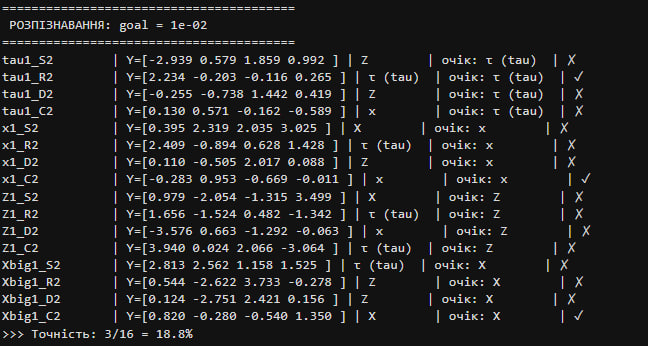 ========================================
РОЗПІЗНАВАННЯ: goal = 1e-02
========================================
tau1_S2 | Y=[-2.939 0.579 1.859 0.992 ] | Z | очік: τ (tau) | ✗
tau1_R2 | Y=[2.234 -0.203 -0.116 0.265 ] | τ (tau) | очік: τ (tau) | ✓
tau1_D2 | Y=[-0.255 -0.738 1.442 0.419 ] | Z | очік: τ (tau) | ✗
tau1_C2 | Y=[0.130 0.571 -0.162 -0.589 ] | x | очік: τ (tau) | ✗
x1_S2 | Y=[0.395 2.319 2.035 3.025 ] | X | очік: x | ✗
x1_R2 | Y=[2.409 -0.894 0.628 1.428 ] | τ (tau) | очік: x | ✗
x1_D2 | Y=[0.110 -0.505 2.017 0.088 ] | Z | очік: x | ✗
x1_C2 | Y=[-0.283 0.953 -0.669 -0.011 ] | x | очік: x | ✓
Z1_S2 | Y=[0.979 -2.054 -1.315 3.499 ] | X | очік: Z | ✗
Z1_R2 | Y=[1.656 -1.524 0.482 -1.342 ] | τ (tau) | очік: Z | ✗
Z1_D2 | Y=[-3.576 0.663 -1.292 -0.063 ] | x | очік: Z | ✗
Z1_C2 | Y=[3.940 0.024 2.066 -3.064 ] | τ (tau) | очік: Z | ✗
Xbig1_S2 | Y=[2.813 2.562 1.158 1.525 ] | τ (tau) | очік: X | ✗
Xbig1_R2 | Y=[0.544 -2.622 3.733 -0.278 ] | Z | очік: X | ✗
Xbig1_D2 | Y=[0.124 -2.751 2.421 0.156 ] | Z | очік: X | ✗
Xbig1_C2 | Y=[0.820 -0.280 -0.540 1.350 ] | X | очік: X | ✓
>>> Точність: 3/16 = 18.8%